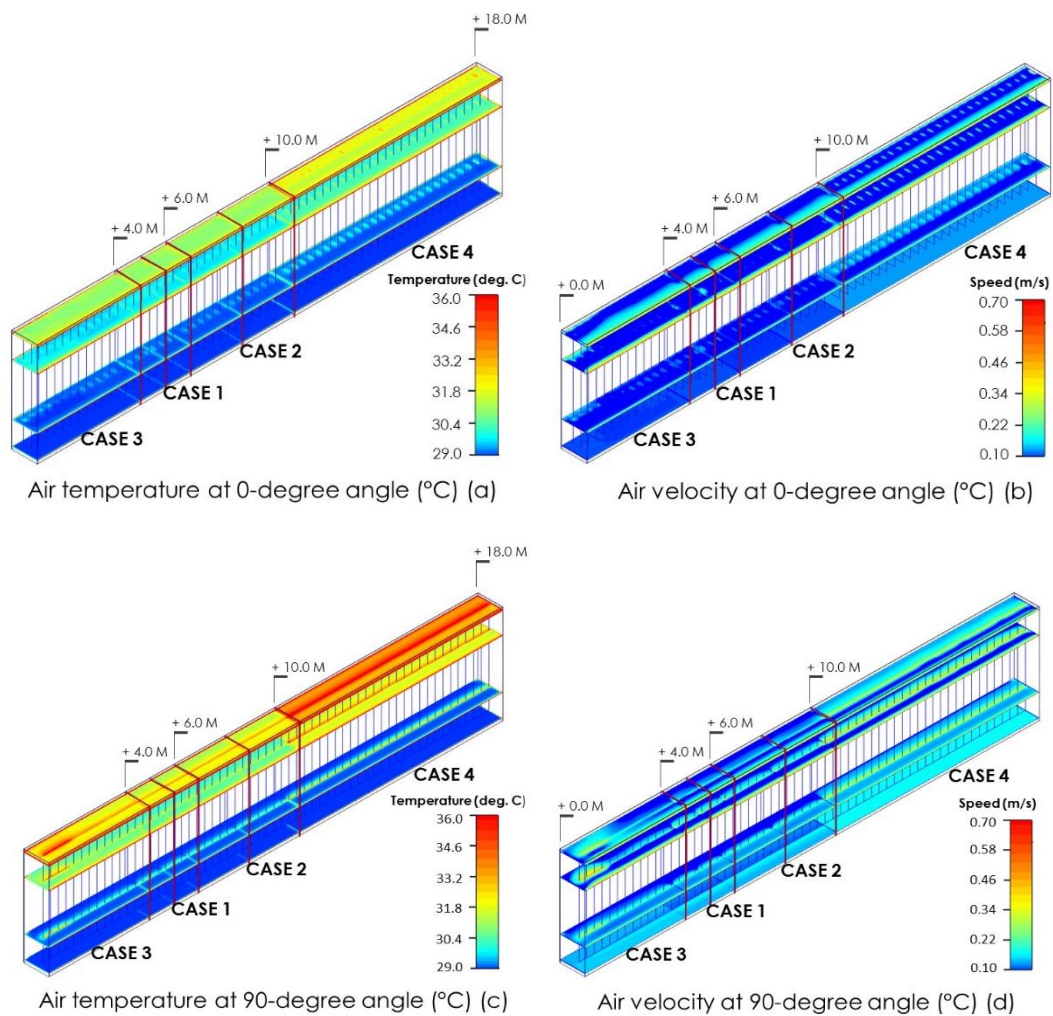 + 18.0 M
+ 10.0 M
+ 6.0 M
+ 4.0 M
CASE 4
Temperature (deg. C)
36.0
34.6
33.2
31.8
30.4
29.0
CASE 2
CASE 1
CASE 3
Air temperature at 0-degree angle (°C) (a)
+ 10.0 M
+ 6.0 M
+ 4.0 M
+ 0.0 M
CASE 4
Speed (m/s)
0.70
0.58
0.46
0.34
0.22
0.10
CASE 2
CASE 1
CASE 3
Air velocity at 0-degree angle (°C) (b)
+ 18.0 M
+ 10.0 M
+ 6.0 M
+ 4.0 M
CASE 4
Temperature (deg. C)
36.0
34.6
33.2
31.8
30.4
29.0
CASE 2
CASE 1
CASE 3
Air temperature at 90-degree angle (°C) (c)
+ 10.0 M
+ 6.0 M
+ 4.0 M
+ 0.0 M
CASE 4
Speed (m/s)
0.70
0.58
0.46
0.34
0.22
0.10
CASE 2
CASE 1
CASE 3
Air velocity at 90-degree angle (°C) (d)